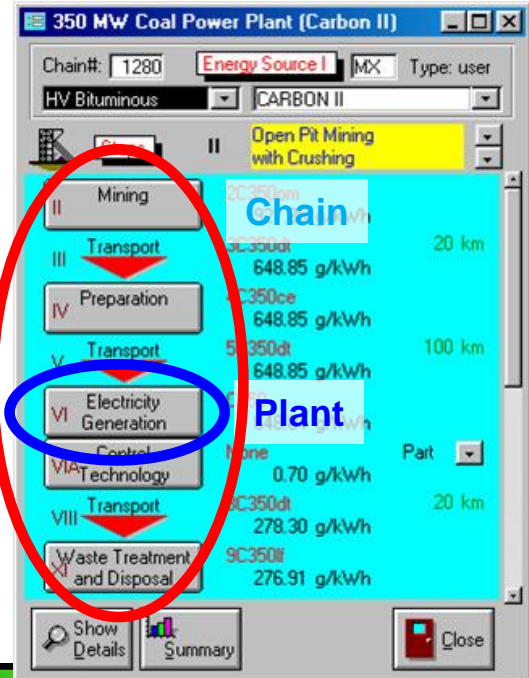 350 MW Coal Power Plant (Carbon II)
Chain#: 1280 Energy Source I MX Type: user
HV Bituminous CARBON II
II Open Pit Mining
with Crushing
II Mining
Chain
III Transport 3C350dt 20 km
648.85 g/kWh
IV Preparation 4C350ce
648.85 g/kWh
V Transport 5C350dt 100 km
648.85 g/kWh
VI Electricity
Generation
Plant
VIA Control
Technology
None Part
0.70 g/kWh
VIII Transport 8C350dt 20 km
278.30 g/kWh
XI Waste Treatment
and Disposal
9C350lf
276.91 g/kWh
Show
Details
Summary
Close